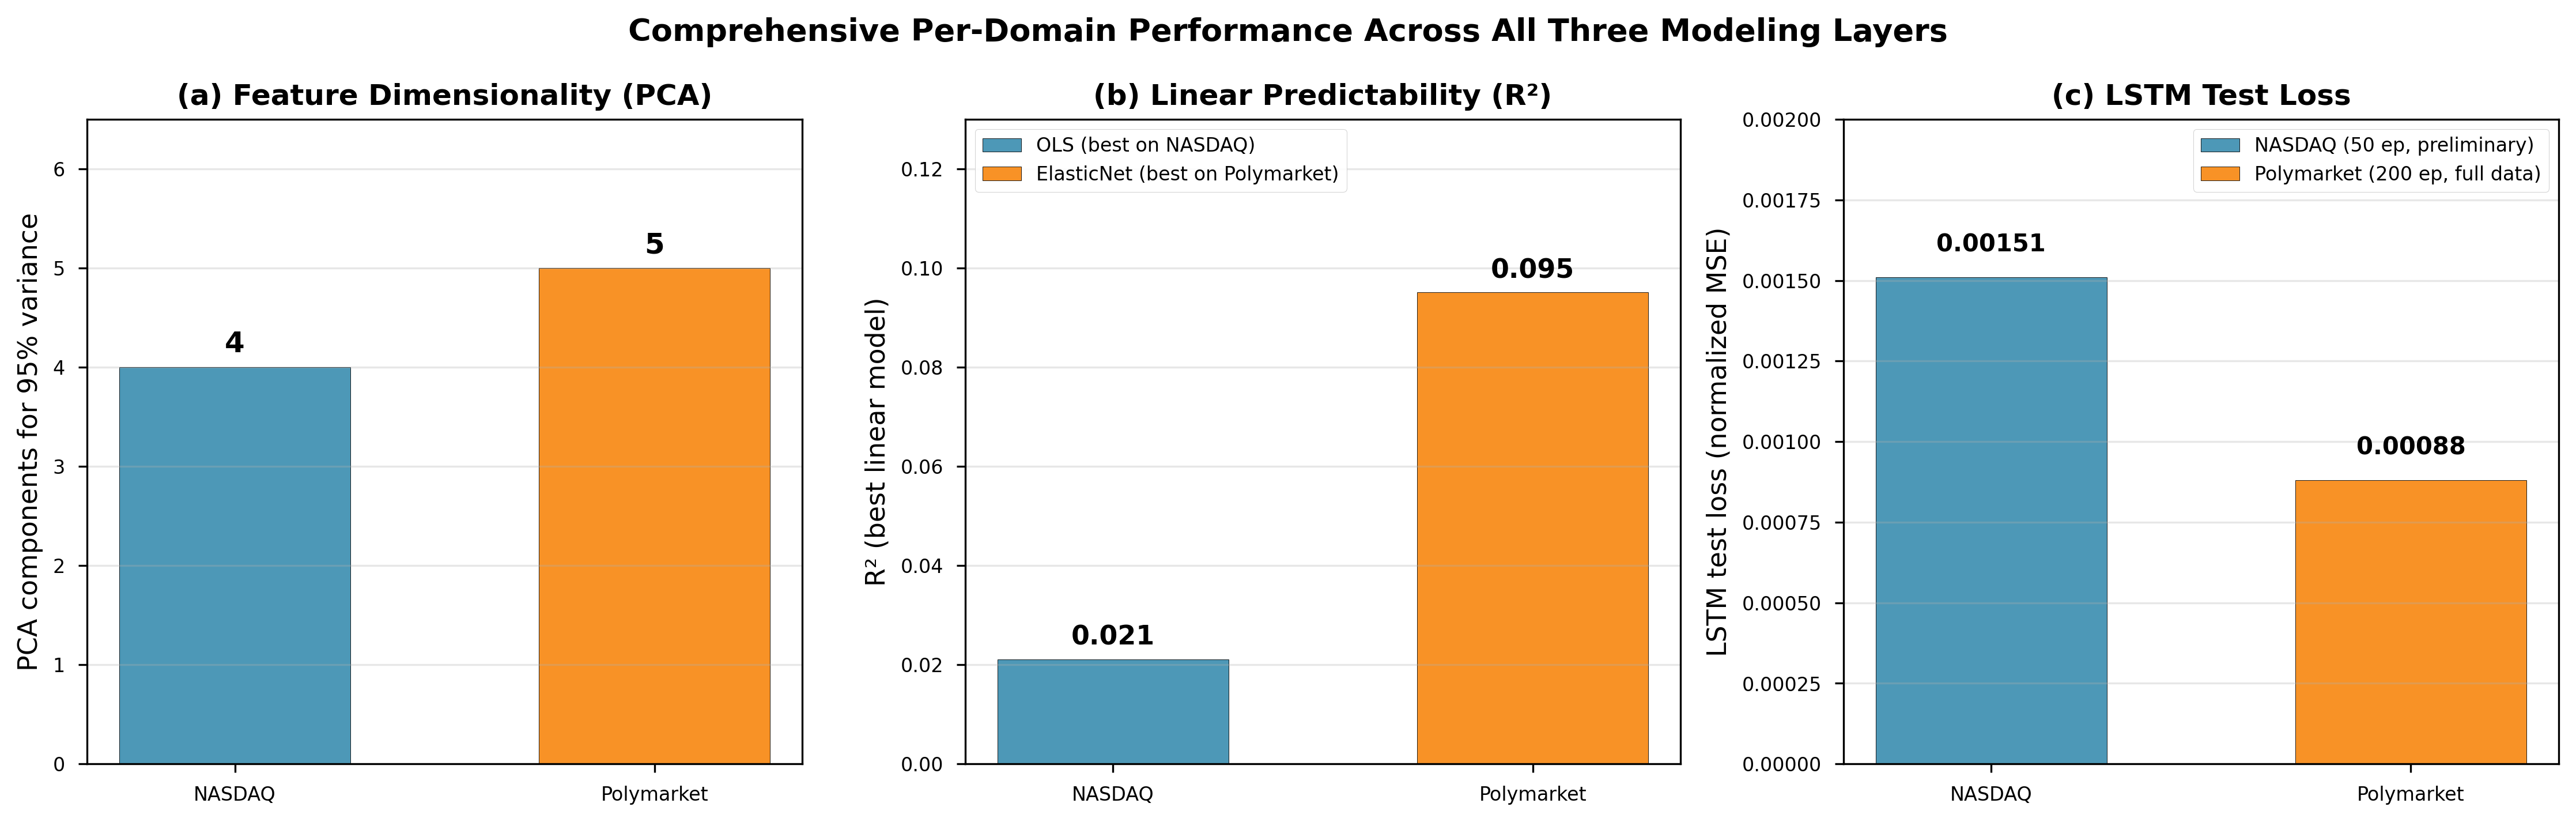 Comprehensive Per-Domain Performance Across All Three Modeling Layers
(a) Feature Dimensionality (PCA)
PCA components for 95% variance
6
5
4
3
2
1
0
4
5
NASDAQ
Polymarket
(b) Linear Predictability (R²)
R² (best linear model)
0.12
0.10
0.08
0.06
0.04
0.02
0.00
OLS (best on NASDAQ)
ElasticNet (best on Polymarket)
0.021
0.095
NASDAQ
Polymarket
(c) LSTM Test Loss
LSTM test loss (normalized MSE)
0.00200
0.00175
0.00150
0.00125
0.00100
0.00075
0.00050
0.00025
0.00000
NASDAQ (50 ep, preliminary)
Polymarket (200 ep, full data)
0.00151
0.00088
NASDAQ
Polymarket